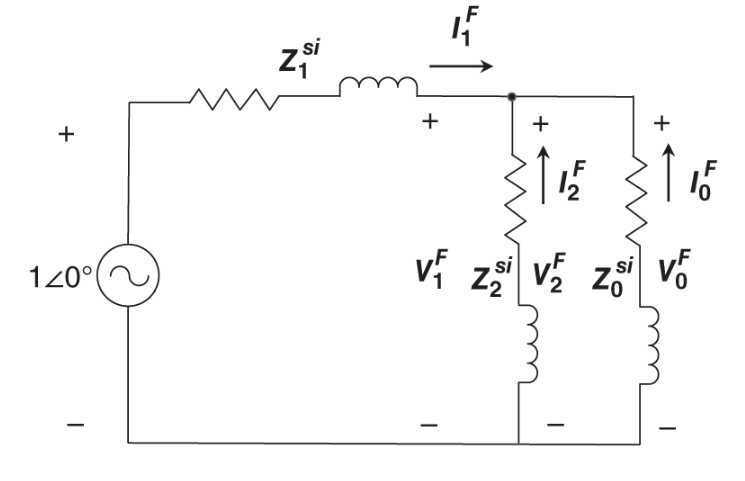 I₁ᶠ
Z₁ˢⁱ
+ + + +
I₂ᶠ I₀ᶠ
1∠0° V₁ᶠ Z₂ˢⁱ V₂ᶠ Z₀ˢⁱ V₀ᶠ
− − − −